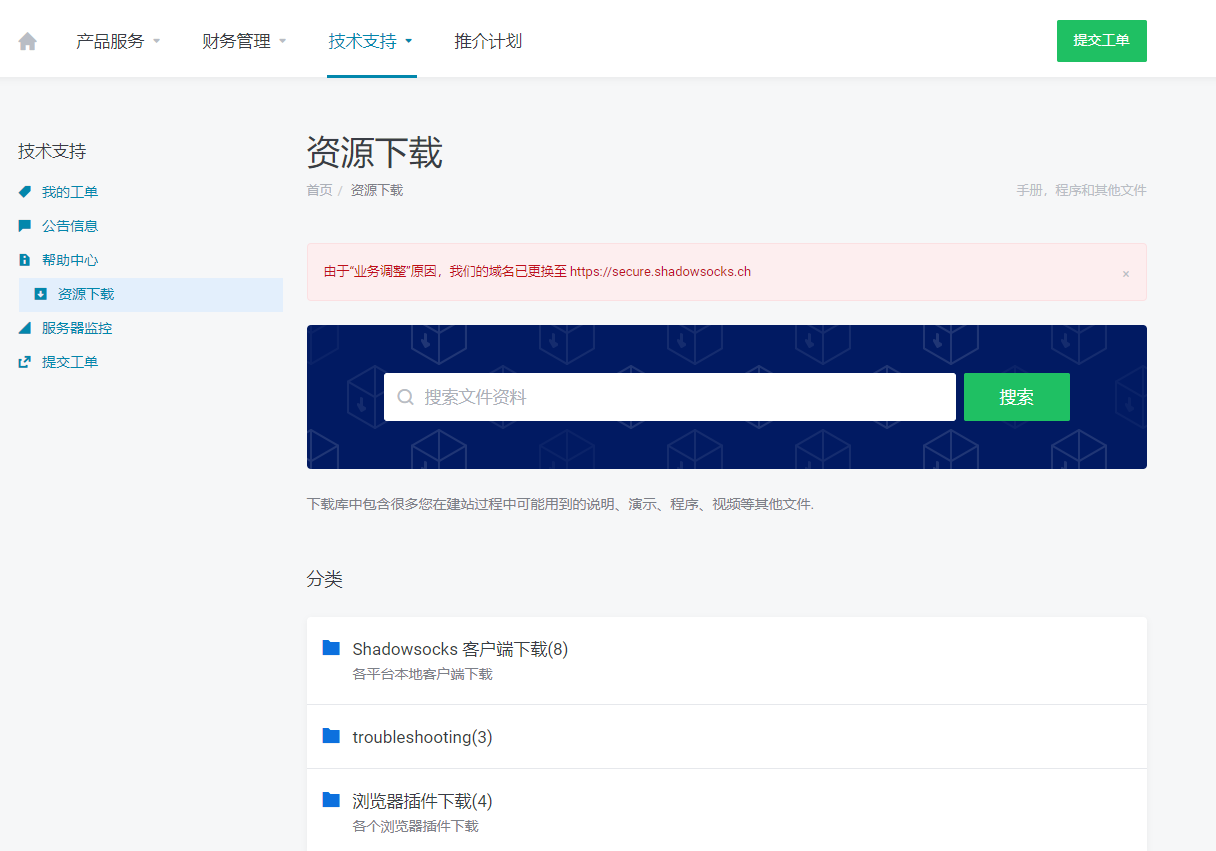 产品服务 财务管理 技术支持 推介计划 提交工单
技术支持
我的工单
公告信息
帮助中心
资源下载
服务器监控
提交工单
资源下载
首页 / 资源下载 手册，程序和其他文件
由于“业务调整”原因，我们的域名已更换至 https://secure.shadowsocks.ch ×
搜索文件资料 搜索
下载库中包含很多您在建站过程中可能用到的说明、演示、程序、视频等其他文件.
分类
Shadowsocks 客户端下载(8)
各平台本地客户端下载
troubleshooting(3)
浏览器插件下载(4)
各个浏览器插件下载